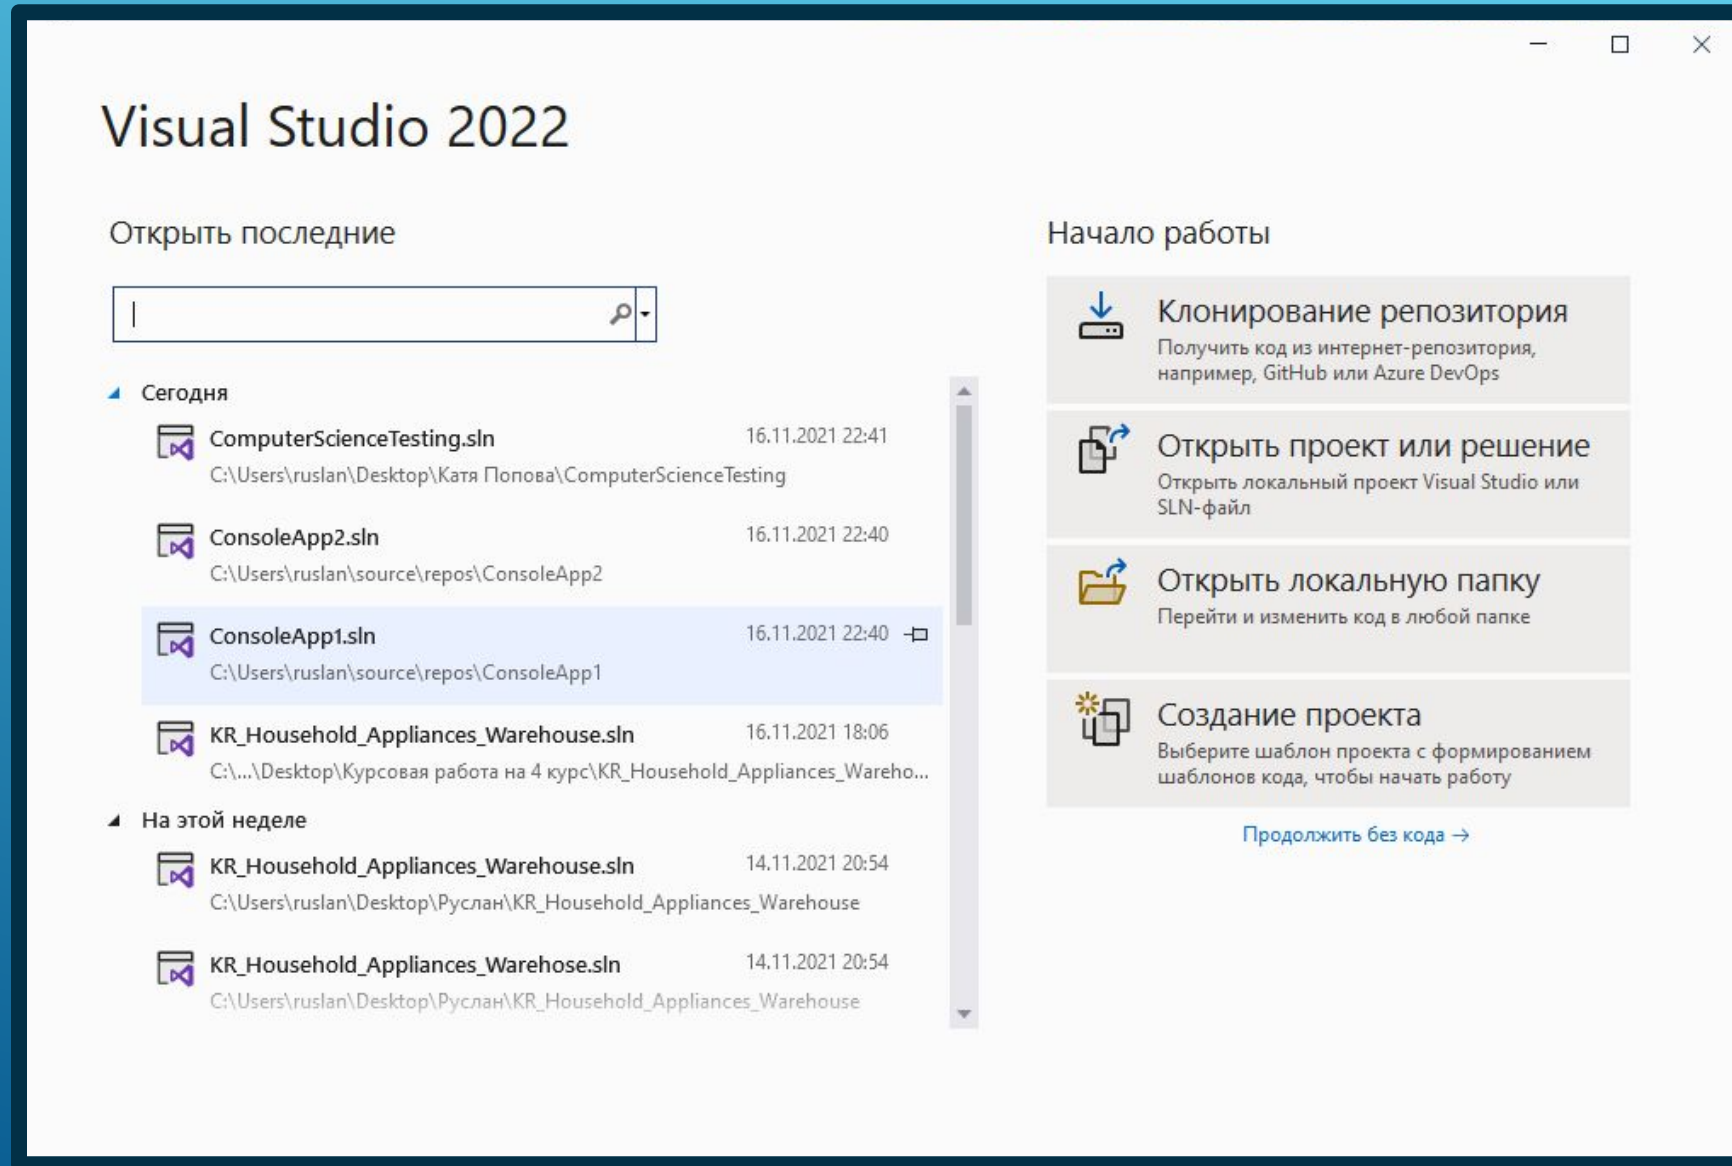 Visual Studio 2022
Открыть последние
Сегодня
ComputerScienceTesting.sln 16.11.2021 22:41
C:\Users\ruslan\Desktop\Катя Попова\ComputerScienceTesting
ConsoleApp2.sln 16.11.2021 22:40
C:\Users\ruslan\source\repos\ConsoleApp2
ConsoleApp1.sln 16.11.2021 22:40
C:\Users\ruslan\source\repos\ConsoleApp1
KR_Household_Appliances_Warehouse.sln 16.11.2021 18:06
C:\...\Desktop\Курсовая работа на 4 курс\KR_Household_Appliances_Wareho...
На этой неделе
KR_Household_Appliances_Warehouse.sln 14.11.2021 20:54
C:\Users\ruslan\Desktop\Руслан\KR_Household_Appliances_Warehouse
KR_Household_Appliances_Warehose.sln 14.11.2021 20:54
C:\Users\ruslan\Desktop\Руслан\KR_Household_Appliances_Warehouse
Начало работы
Клонирование репозитория
Получить код из интернет-репозитория,
например, GitHub или Azure DevOps
Открыть проект или решение
Открыть локальный проект Visual Studio или
SLN-файл
Открыть локальную папку
Перейти и изменить код в любой папке
Создание проекта
Выберите шаблон проекта с формированием
шаблонов кода, чтобы начать работу
Продолжить без кода →